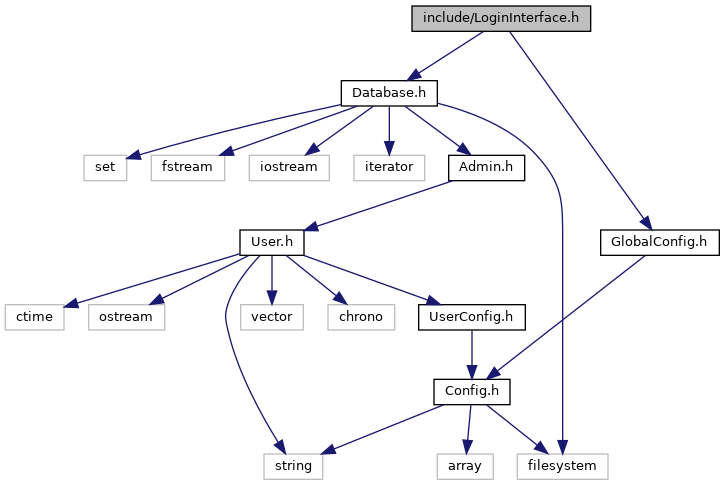 include/LoginInterface.h
Database.h
set
fstream
iostream
iterator
Admin.h
User.h
GlobalConfig.h
ctime
ostream
vector
chrono
UserConfig.h
Config.h
string
array
filesystem